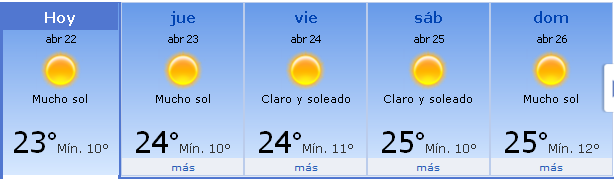 Hoy
abr 22
Mucho sol
23° Mín. 10°
jue
abr 23
Mucho sol
24° Mín. 10°
más
vie
abr 24
Claro y soleado
24° Mín. 11°
más
sáb
abr 25
Claro y soleado
25° Mín. 10°
más
dom
abr 26
Mucho sol
25° Mín. 12°
más